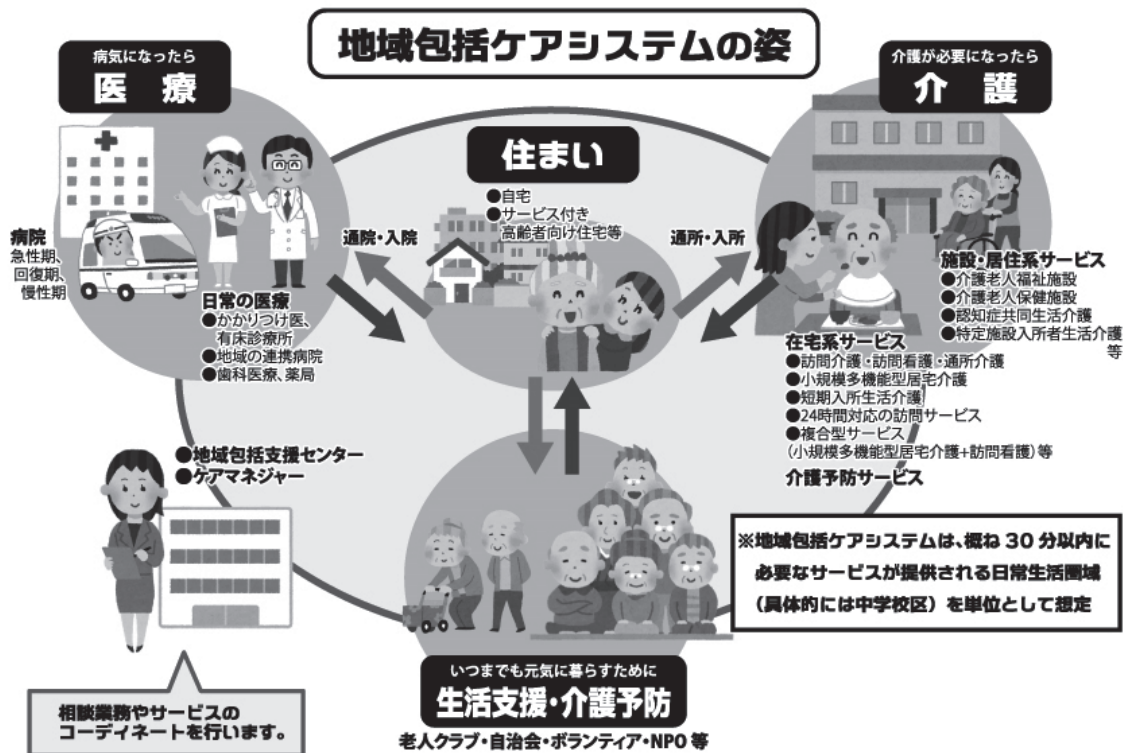 地域包括ケアシステムの姿
病気になったら
医 療
病院
急性期、
回復期、
慢性期
日常の医療
●かかりつけ医、
有床診療所
●地域の連携病院
●歯科医療、薬局
通院・入院
住まい
●自宅
●サービス付き
高齢者向け住宅等
通所・入所
介護が必要になったら
介 護
施設・居住系サービス
●介護老人福祉施設
●介護老人保健施設
●認知症共同生活介護
●特定施設入所者生活介護
等
在宅系サービス
●訪問介護・訪問看護・通所介護
●小規模多機能型居宅介護
●短期入所生活介護
●24時間対応の訪問サービス
●複合型サービス
（小規模多機能型居宅介護+訪問看護）等
介護予防サービス
●地域包括支援センター
●ケアマネジャー
相談業務やサービスの
コーディネートを行います。
いつまでも元気に暮らすために
生活支援・介護予防
老人クラブ・自治会・ボランティア・NPO 等
※地域包括ケアシステムは、概ね 30 分以内に
必要なサービスが提供される日常生活圏域
（具体的には中学校区）を単位として想定